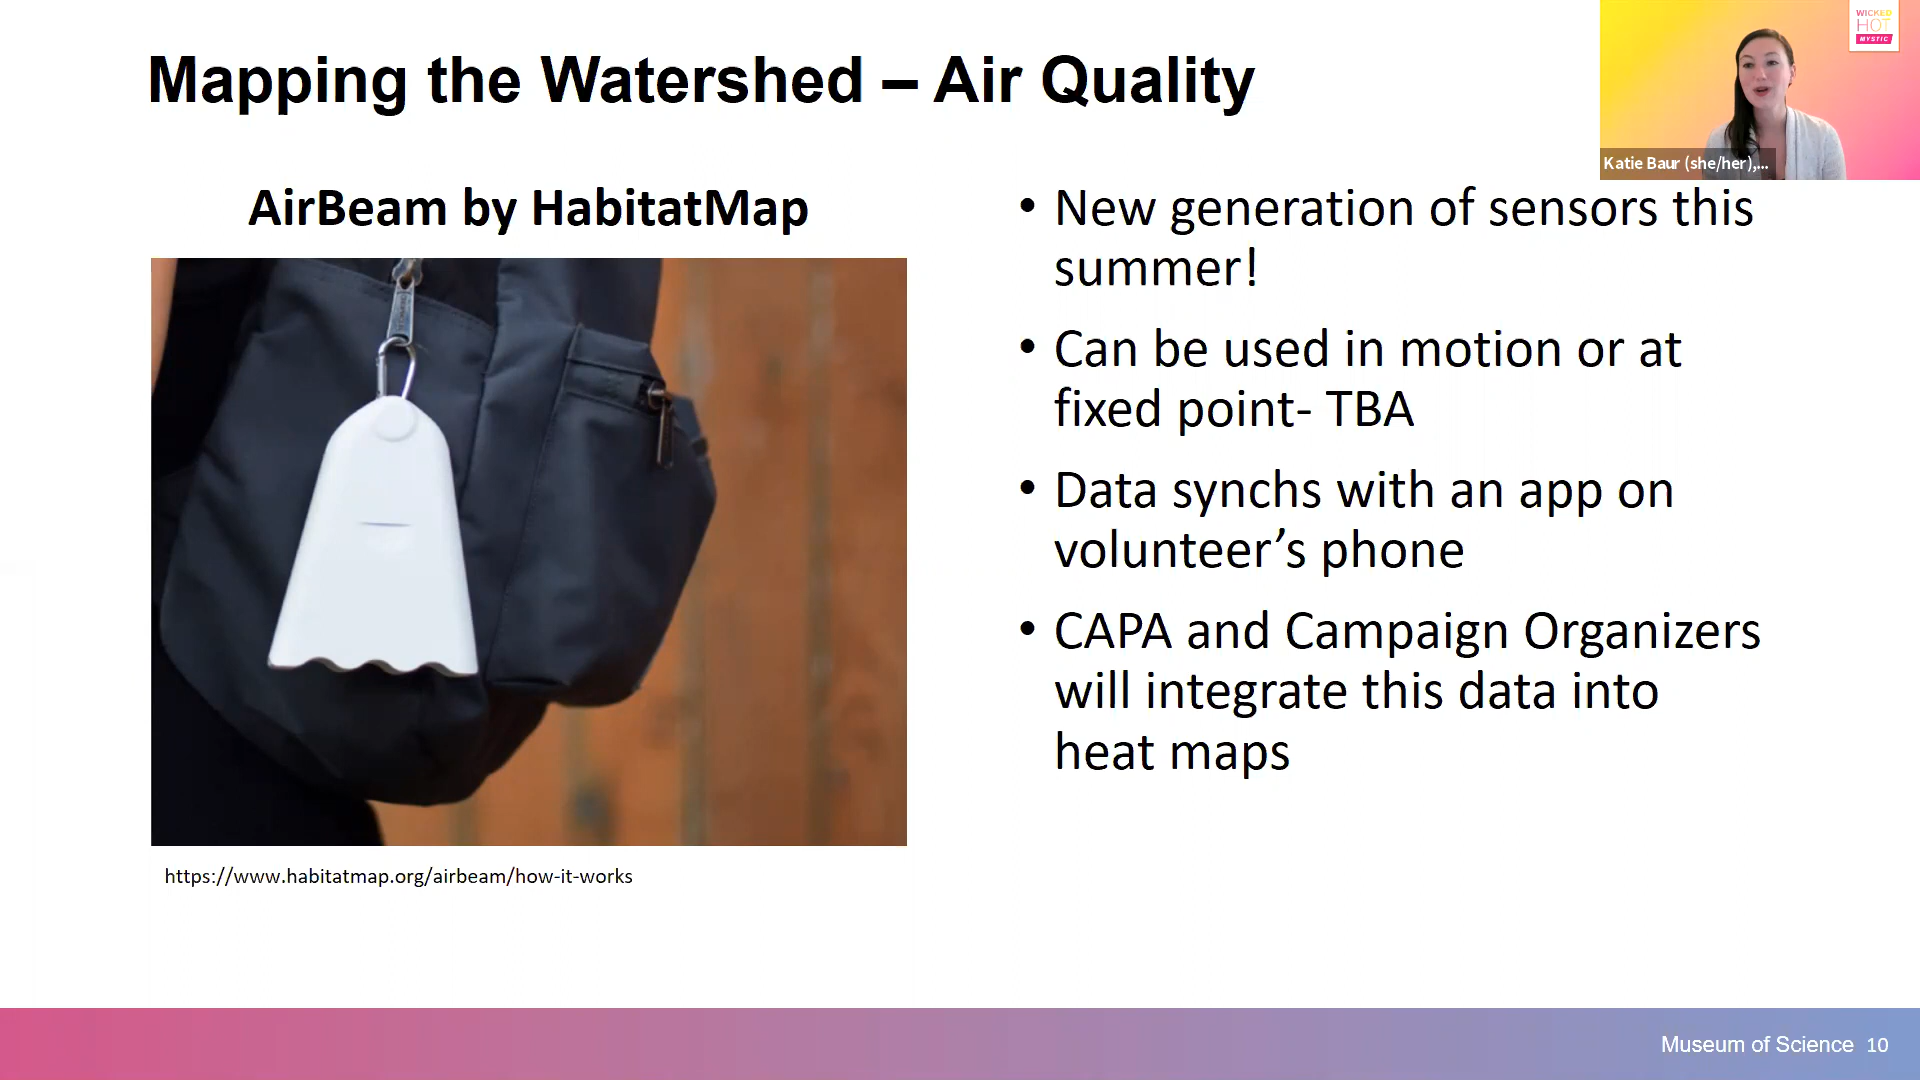 Mapping the Watershed – Air Quality
WICKED
HOT
MYSTIC
Katie Baur (she/her),...
AirBeam by HabitatMap
• New generation of sensors this
summer!
• Can be used in motion or at
fixed point- TBA
• Data synchs with an app on
volunteer’s phone
• CAPA and Campaign Organizers
will integrate this data into
heat maps
https://www.habitatmap.org/airbeam/how-it-works
Museum of Science 10